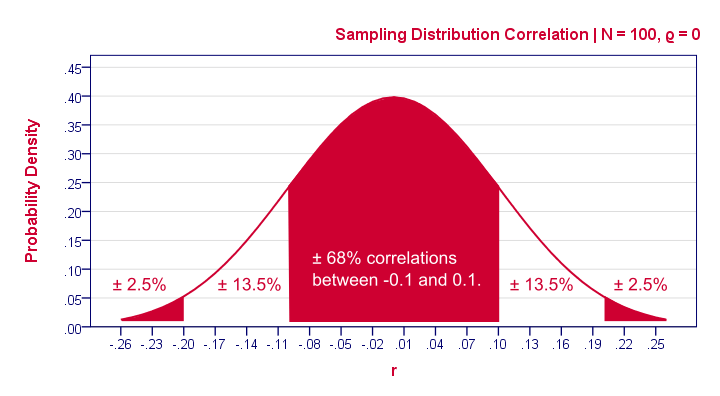 Sampling Distribution Correlation | N = 100, ϱ = 0
Probability Density
.45
.40
.35
.30
.25
.20
.15
.10
.05
.00
± 68% correlations
between -0.1 and 0.1.
± 2.5% ± 13.5% ± 13.5% ± 2.5%
-.26 -.23 -.20 -.17 -.14 -.11 -.08 -.05 -.02 .01 .04 .07 .10 .13 .16 .19 .22 .25
r